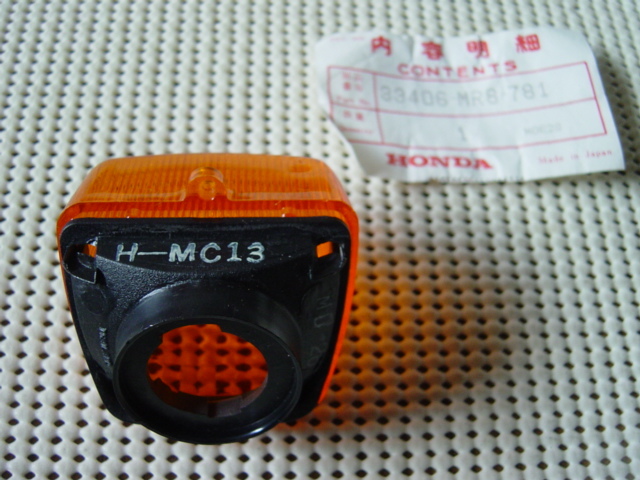 内容明細
CONTENTS
33406-MR8-781
1
HONDA
Made in Japan
H-MC13